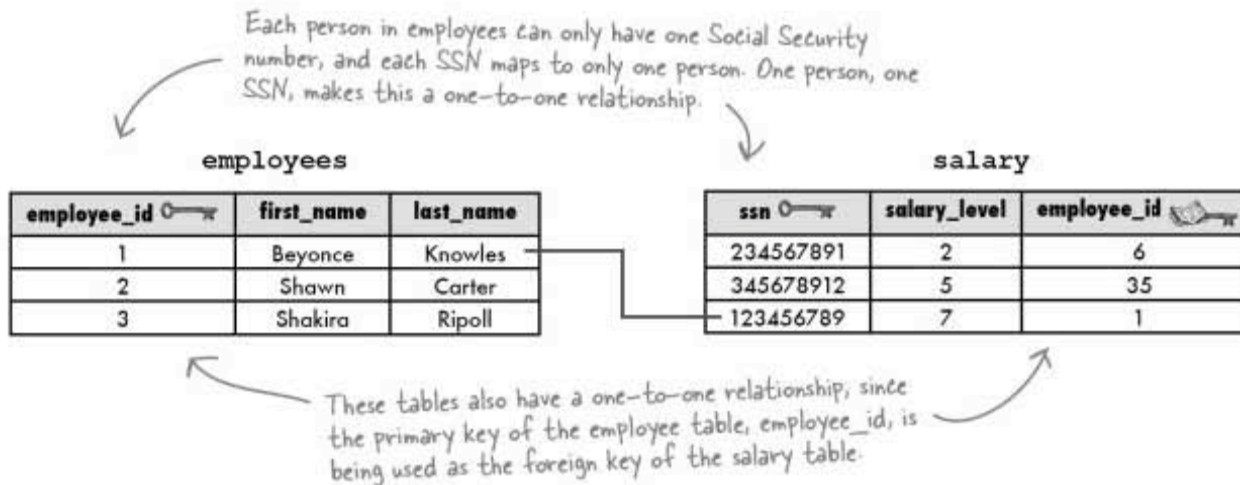 Each person in employees can only have one Social Security
number, and each SSN maps to only one person. One person, one
SSN, makes this a one-to-one relationship.
employees
employee_id first_name last_name
1 Beyonce Knowles
2 Shawn Carter
3 Shakira Ripoll
salary
ssn salary_level employee_id
234567891 2 6
345678912 5 35
123456789 7 1
These tables also have a one-to-one relationship, since
the primary key of the employee table, employee_id, is
being used as the foreign key of the salary table.